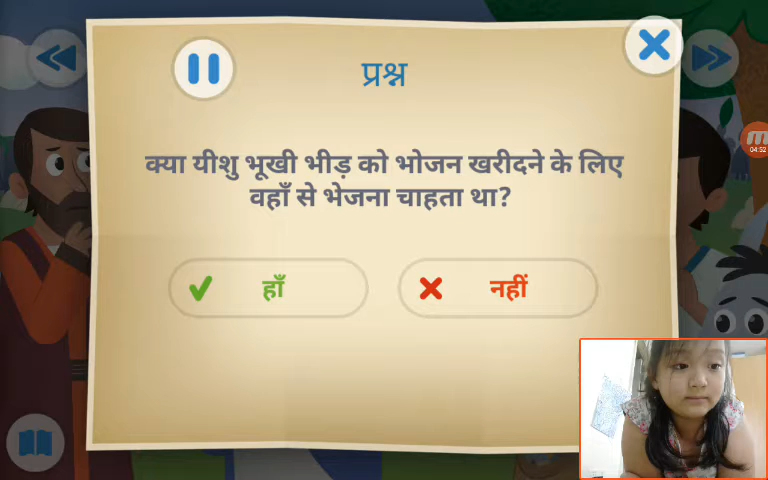 प्रश्न
क्या यीशु भूखी भीड़ को भोजन खरीदने के लिए
वहाँ से भेजना चाहता था?
हाँ
नहीं
04:52